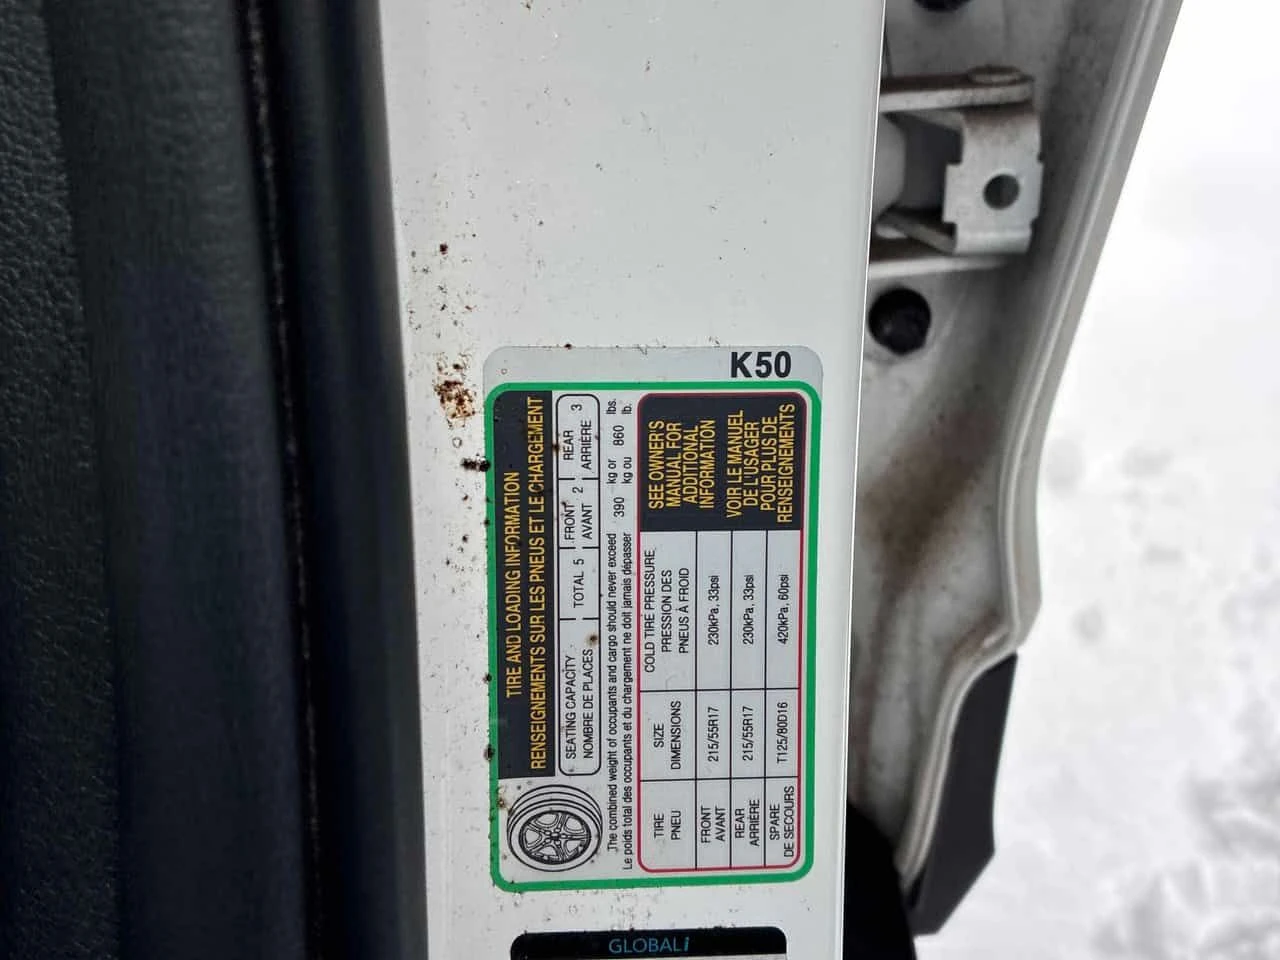 K50
TIRE AND LOADING INFORMATION
RENSEIGNEMENTS SUR LES PNEUS ET LE CHARGEMENT
SEATING CAPACITY TOTAL 5 FRONT 2 REAR 3
NOMBRE DE PLACES AVANT ARRIÈRE
The combined weight of occupants and cargo should never exceed 390 kg or 860 lbs.
Le poids total des occupants et du chargement ne doit jamais dépasser kg ou lb.
TIRE SIZE COLD TIRE PRESSURE
PNEU DIMENSIONS PRESSION DES
PNEUS À FROID
FRONT 215/55R17 230kPa, 33psi
AVANT
REAR 215/55R17 230kPa, 33psi
ARRIÈRE
SPARE T125/80D16 420kPa, 60psi
DE SECOURS
SEE OWNER'S
MANUAL FOR
ADDITIONAL
INFORMATION
VOIR LE MANUEL
DE L'USAGER
POUR PLUS DE
RENSEIGNEMENTS
GLOBALi